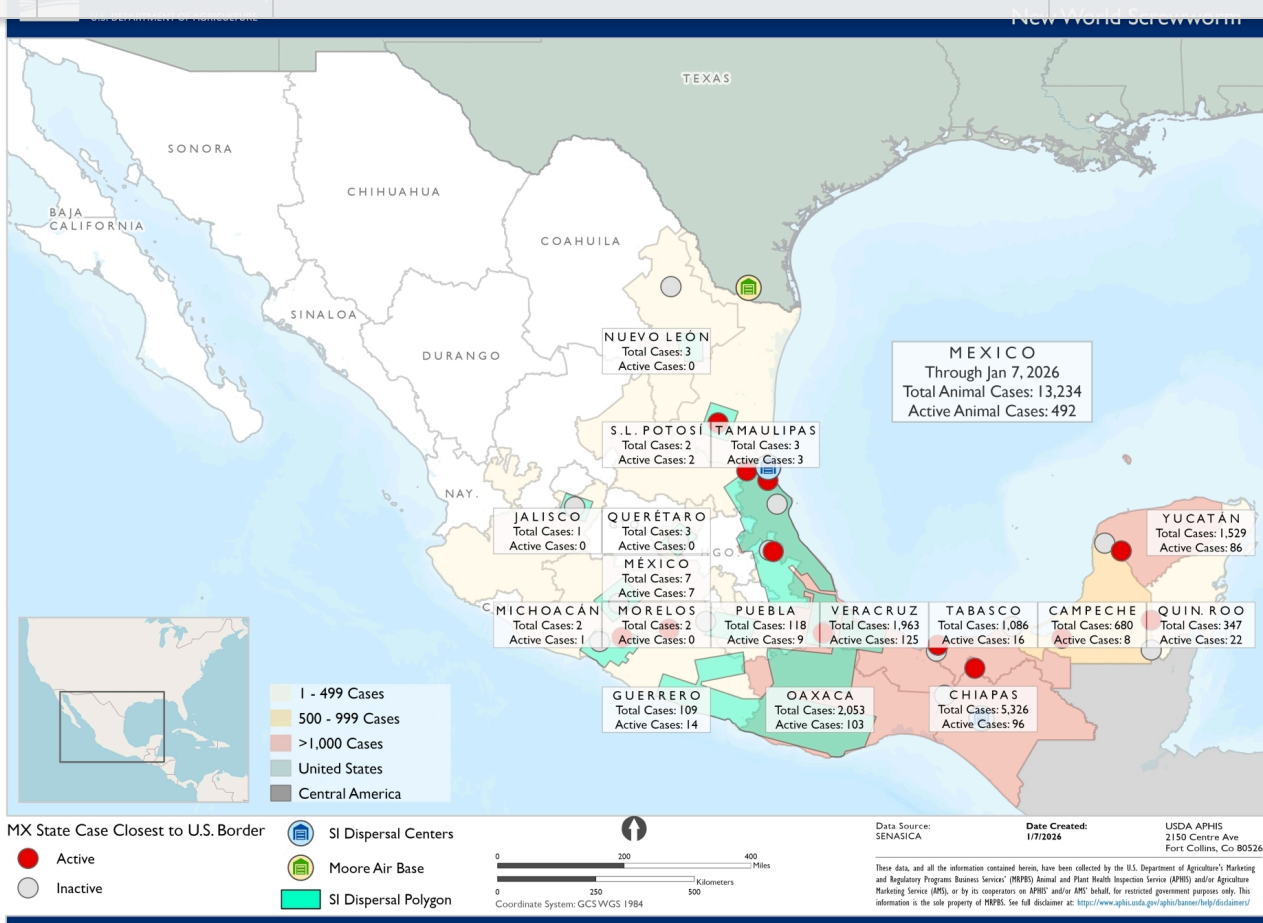 U.S. DEPARTMENT OF AGRICULTURE
New World Screwworm
TEXAS
SONORA
CHIHUAHUA
BAJA
CALIFORNIA
COAHUILA
SINALOA
DURANGO
NUEVO LEÓN
Total Cases: 3
Active Cases: 0
MEXICO
Through Jan 7, 2026
Total Animal Cases: 13,234
Active Animal Cases: 492
S.L. POTOSÍ
Total Cases: 2
Active Cases: 2
TAMAULIPAS
Total Cases: 3
Active Cases: 3
NAY.
JALISCO
Total Cases: 1
Active Cases: 0
QUERÉTARO
Total Cases: 3
Active Cases: 0
GO.
YUCATÁN
Total Cases: 1,529
Active Cases: 86
MÉXICO
Total Cases: 7
Active Cases: 7
C
MICHOACÁN
Total Cases: 2
Active Cases: 1
MORELOS
Total Cases: 2
Active Cases: 0
PUEBLA
Total Cases: 118
Active Cases: 9
VERACRUZ
Total Cases: 1,963
Active Cases: 125
TABASCO
Total Cases: 1,086
Active Cases: 16
CAMPECHE
Total Cases: 680
Active Cases: 8
QUIN. ROO
Total Cases: 347
Active Cases: 22
GUERRERO
Total Cases: 109
Active Cases: 14
OAXACA
Total Cases: 2,053
Active Cases: 103
CHIAPAS
Total Cases: 5,326
Active Cases: 96
1 - 499 Cases
500 - 999 Cases
>1,000 Cases
United States
Central America
MX State Case Closest to U.S. Border
Active
Inactive
SI Dispersal Centers
Moore Air Base
SI Dispersal Polygon
0 200 400
Miles
Kilometers
0 250 500
Coordinate System: GCS WGS 1984
Data Source:
SENASICA
Date Created:
1/7/2026
USDA APHIS
2150 Centre Ave
Fort Collins, Co 80526
These data, and all the information contained herein, have been collected by the U.S. Department of Agriculture's Marketing
and Regulatory Programs Business Services' (MRPBS) Animal and Plant Health Inspection Service (APHIS) and/or Agriculture
Marketing Service (AMS), or by its cooperators on APHIS' and/or AMS' behalf, for restricted government purposes only. This
information is the sole property of MRPBS. See full disclaimer at: https://www.aphis.usda.gov/aphis/banner/help/disclaimers/